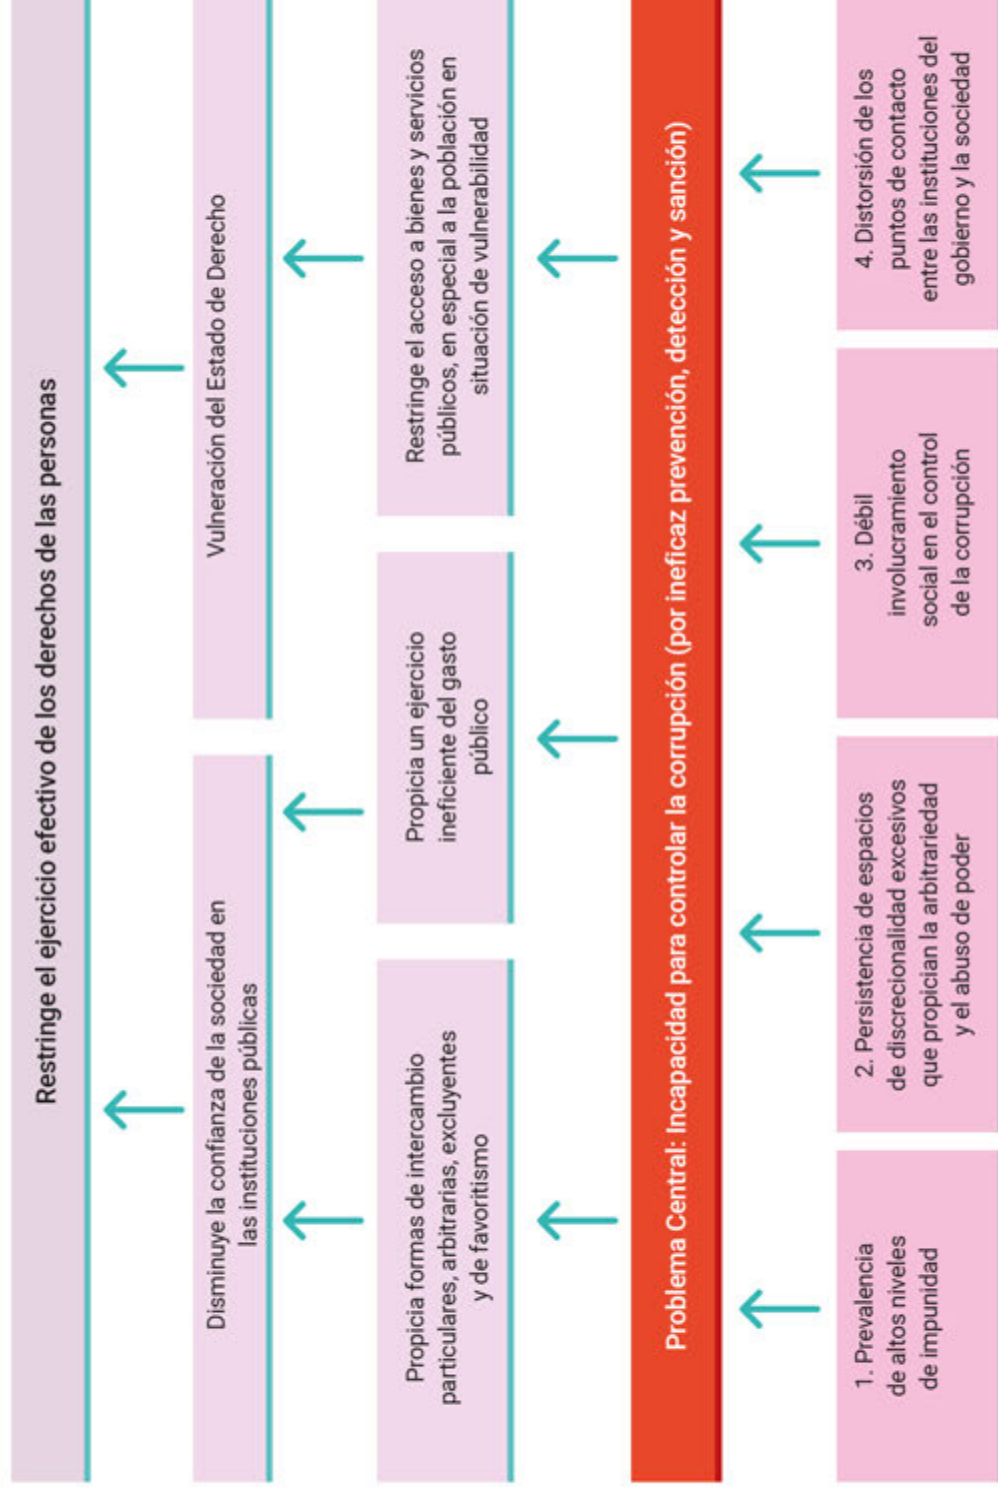 Restringe el ejercicio efectivo de los derechos de las personas
Disminuye la confianza de la sociedad en
las instituciones públicas
Vulneración del Estado de Derecho
Propicia formas de intercambio
particulares, arbitrarias, excluyentes
y de favoritismo
Propicia un ejercicio
ineficiente del gasto
público
Restringe el acceso a bienes y servicios
públicos, en especial a la población en
situación de vulnerabilidad
Problema Central: Incapacidad para controlar la corrupción (por ineficaz prevención, detección y sanción)
1. Prevalencia
de altos niveles
de impunidad
2. Persistencia de espacios
de discrecionalidad excesivos
que propician la arbitrariedad
y el abuso de poder
3. Débil
involucramiento
social en el control
de la corrupción
4. Distorsión de los
puntos de contacto
entre las instituciones del
gobierno y la sociedad